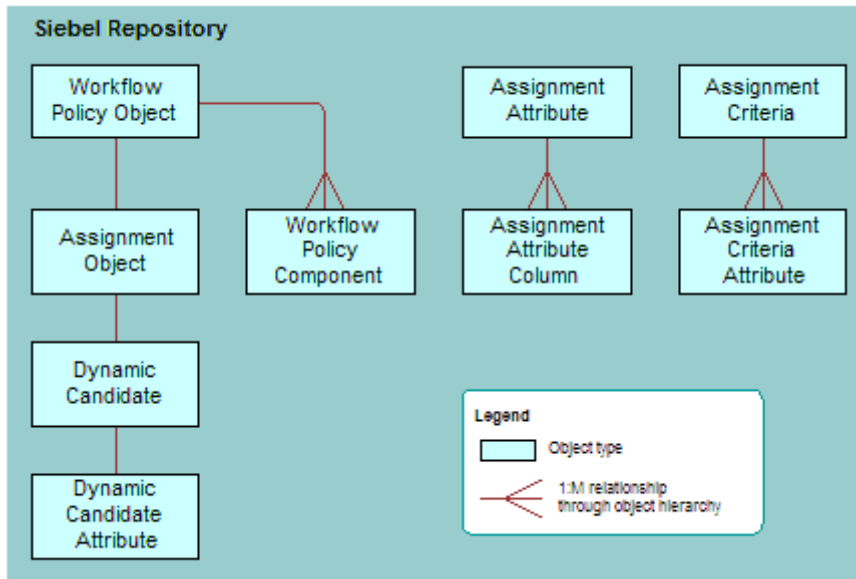 Siebel Repository
Workflow
Policy Object
Assignment
Attribute
Assignment
Criteria
Assignment
Object
Workflow
Policy
Component
Assignment
Attribute
Column
Assignment
Criteria
Attribute
Dynamic
Candidate
Dynamic
Candidate
Attribute
Legend
Object type
1:M relationship
through object hierarchy